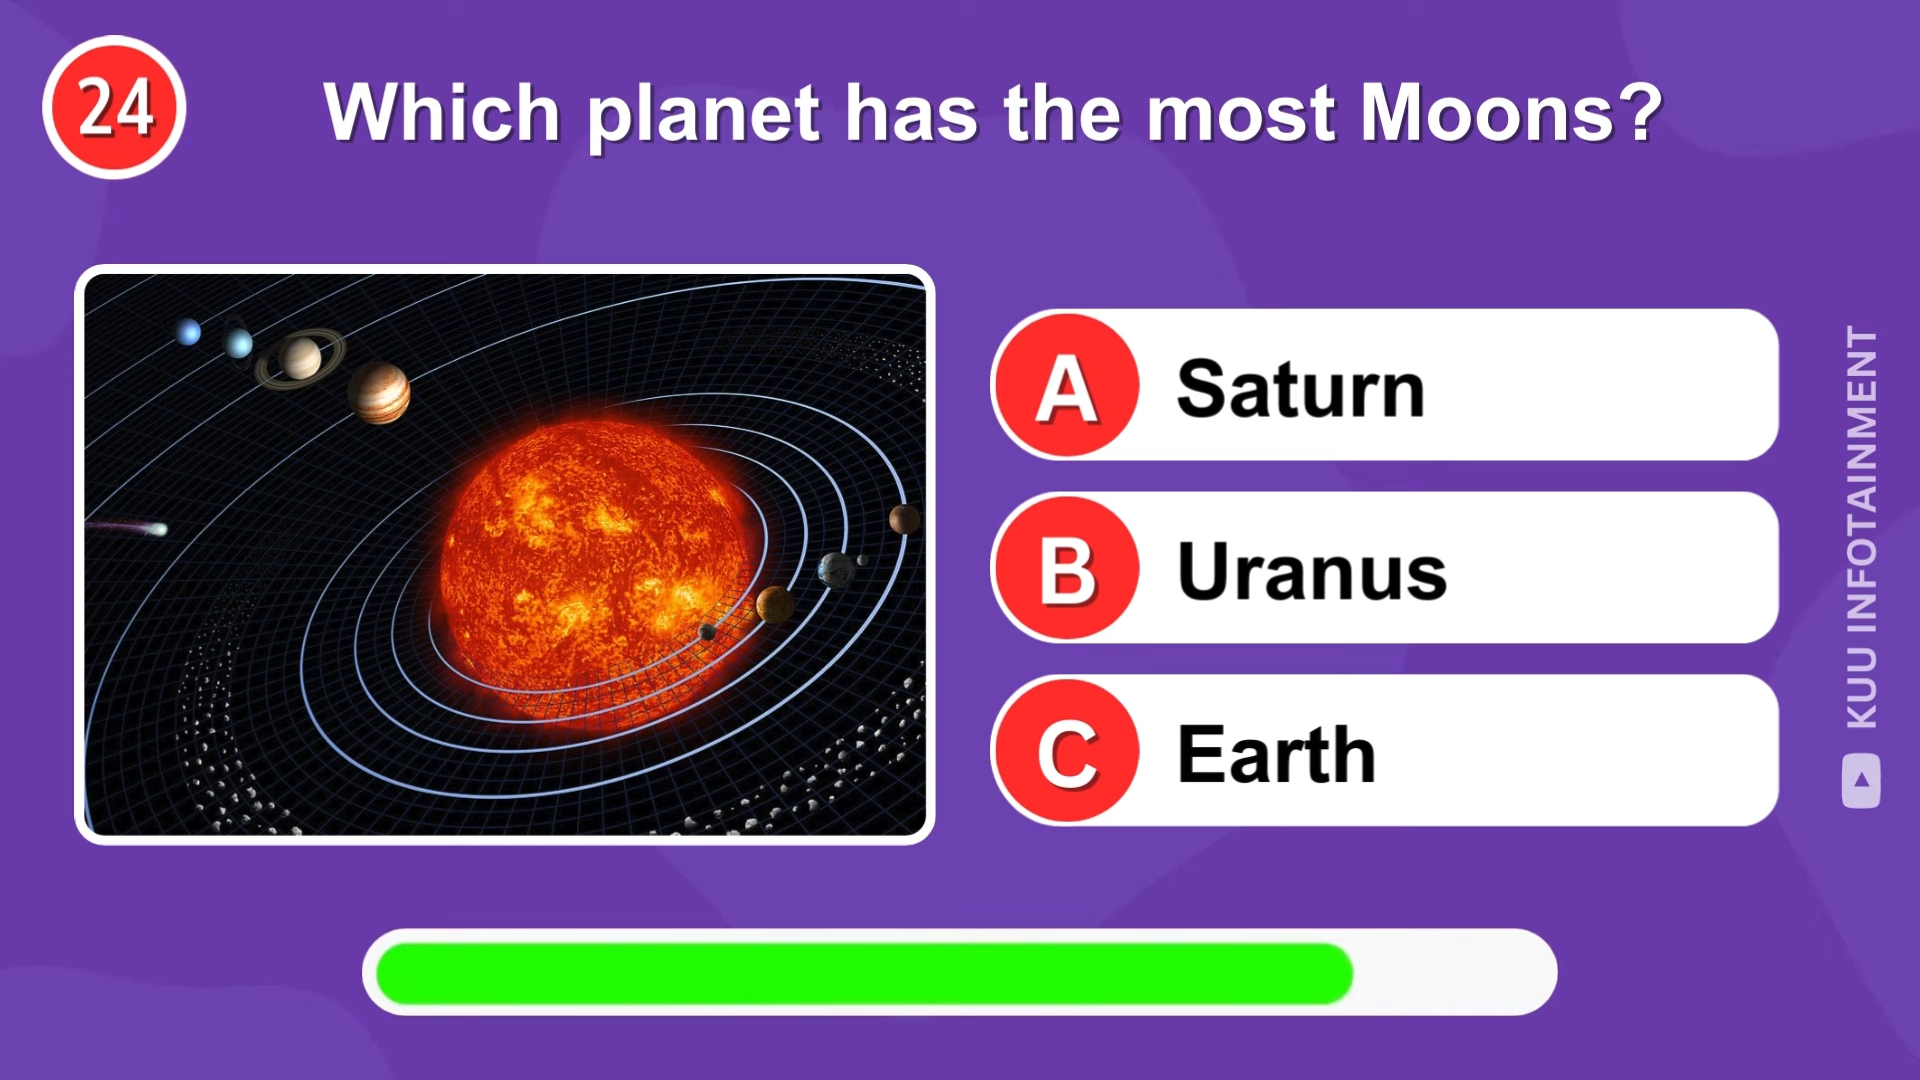 24
Which planet has the most Moons?
A Saturn
B Uranus
C Earth
KUU INFOTAINMENT